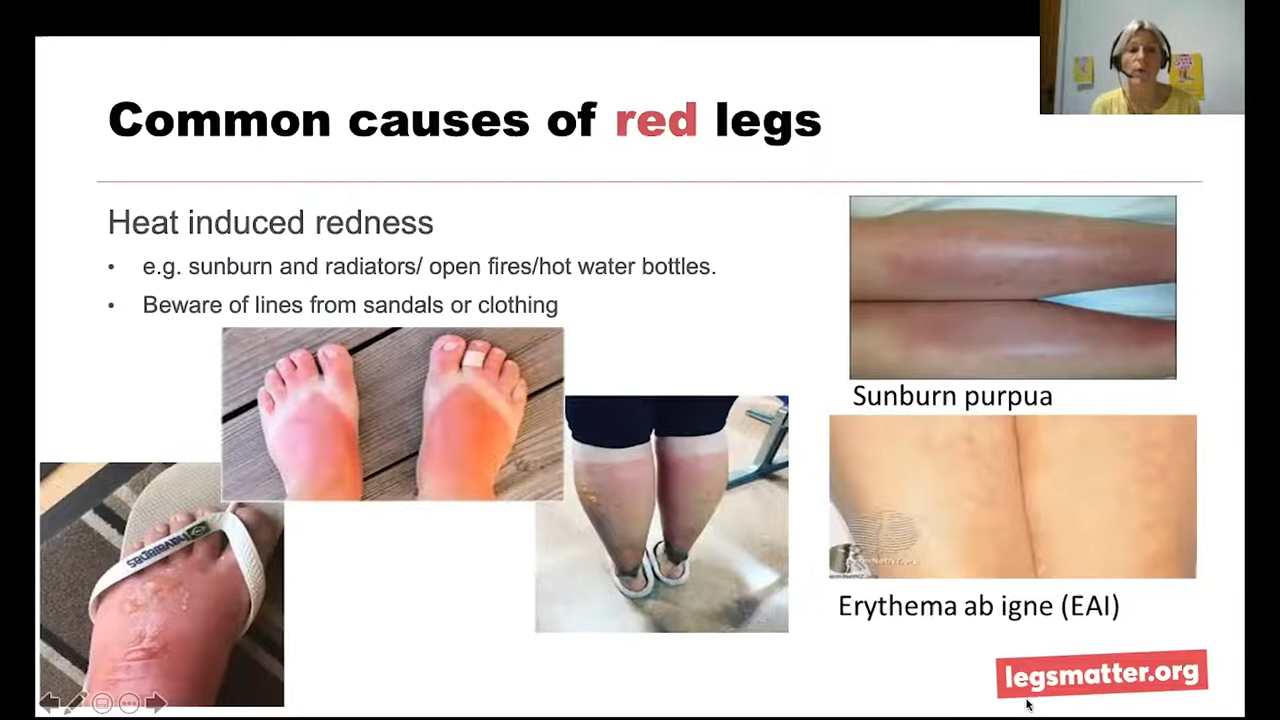 Common causes of red legs
Heat induced redness
• e.g. sunburn and radiators/ open fires/hot water bottles.
• Beware of lines from sandals or clothing
Sunburn purpua
Erythema ab igne (EAI)
havaianas
legsmatter.org